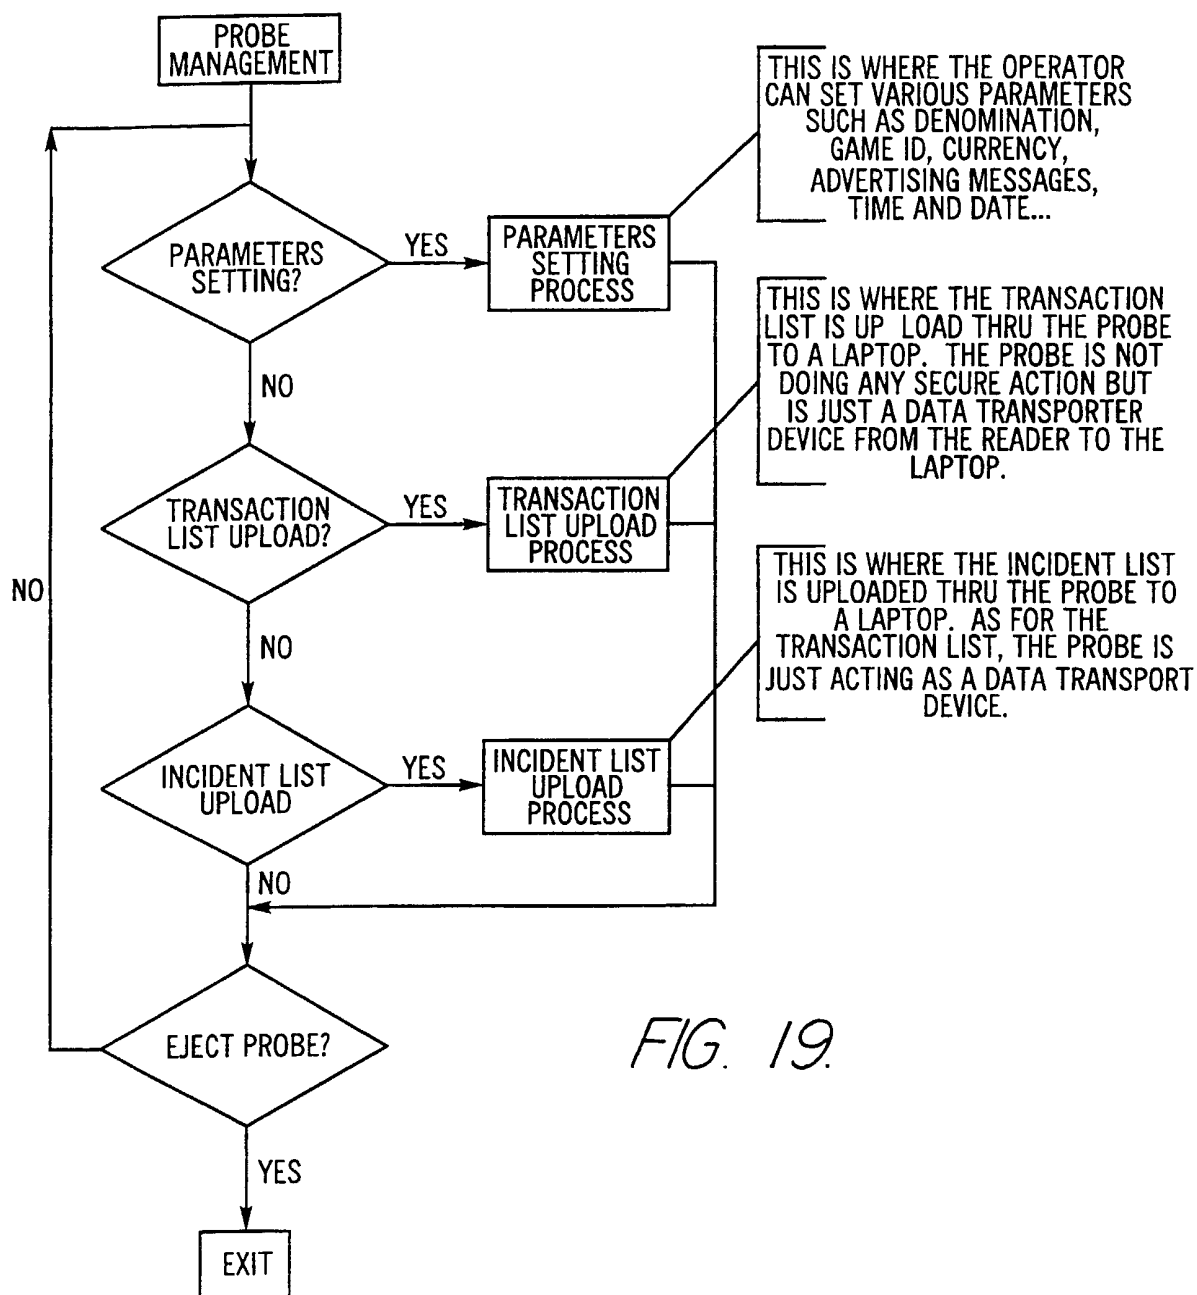 PROBE
MANAGEMENT
THIS IS WHERE THE OPERATOR
CAN SET VARIOUS PARAMETERS
SUCH AS DENOMINATION,
GAME ID, CURRENCY,
ADVERTISING MESSAGES,
TIME AND DATE...
PARAMETERS
SETTING?
YES
PARAMETERS
SETTING
PROCESS
NO
THIS IS WHERE THE TRANSACTION
LIST IS UP LOAD THRU THE PROBE
TO A LAPTOP. THE PROBE IS NOT
DOING ANY SECURE ACTION BUT
IS JUST A DATA TRANSPORTER
DEVICE FROM THE READER TO THE
LAPTOP.
TRANSACTION
LIST UPLOAD?
YES
TRANSACTION
LIST UPLOAD
PROCESS
NO
NO
THIS IS WHERE THE INCIDENT LIST
IS UPLOADED THRU THE PROBE TO
A LAPTOP. AS FOR THE
TRANSACTION LIST, THE PROBE IS
JUST ACTING AS A DATA TRANSPORT
DEVICE.
INCIDENT LIST
UPLOAD
YES
INCIDENT LIST
UPLOAD
PROCESS
NO
EJECT PROBE?
YES
EXIT
FIG. 19.